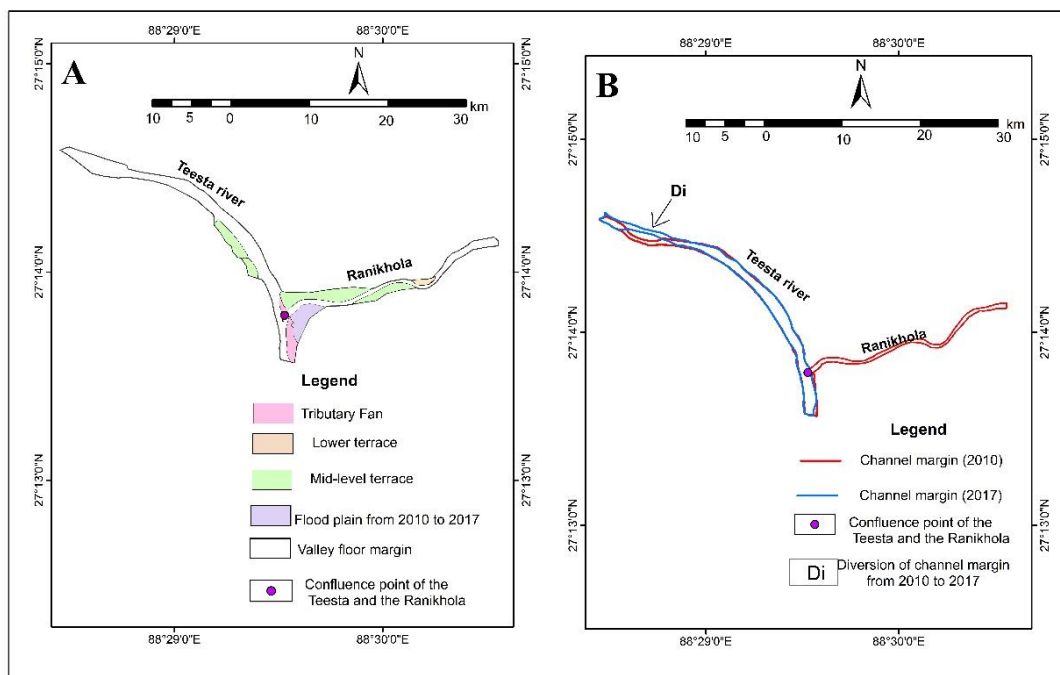 88°29'0"E
88°30'0"E
27°15'0"N
27°15'0"N
A
N
10
5
0
10
20
30
km
Teesta river
Ranikhola
27°14'0"N
27°14'0"N
Legend
Tributary Fan
Lower terrace
Mid-level terrace
Flood plain from 2010 to 2017
Valley floor margin
Confluence point of the
Teesta and the Ranikhola
27°13'0"N
27°13'0"N
88°29'0"E
88°30'0"E
88°29'0"E
88°30'0"E
B
N
10
5
0
10
20
30
km
27°15'0"N
27°15'0"N
Di
Teesta river
Ranikhola
27°14'0"N
27°14'0"N
Legend
Channel margin (2010)
Channel margin (2017)
Confluence point of the
Teesta and the Ranikhola
Di
Diversion of channel margin
from 2010 to 2017
27°13'0"N
27°13'0"N
88°29'0"E
88°30'0"E